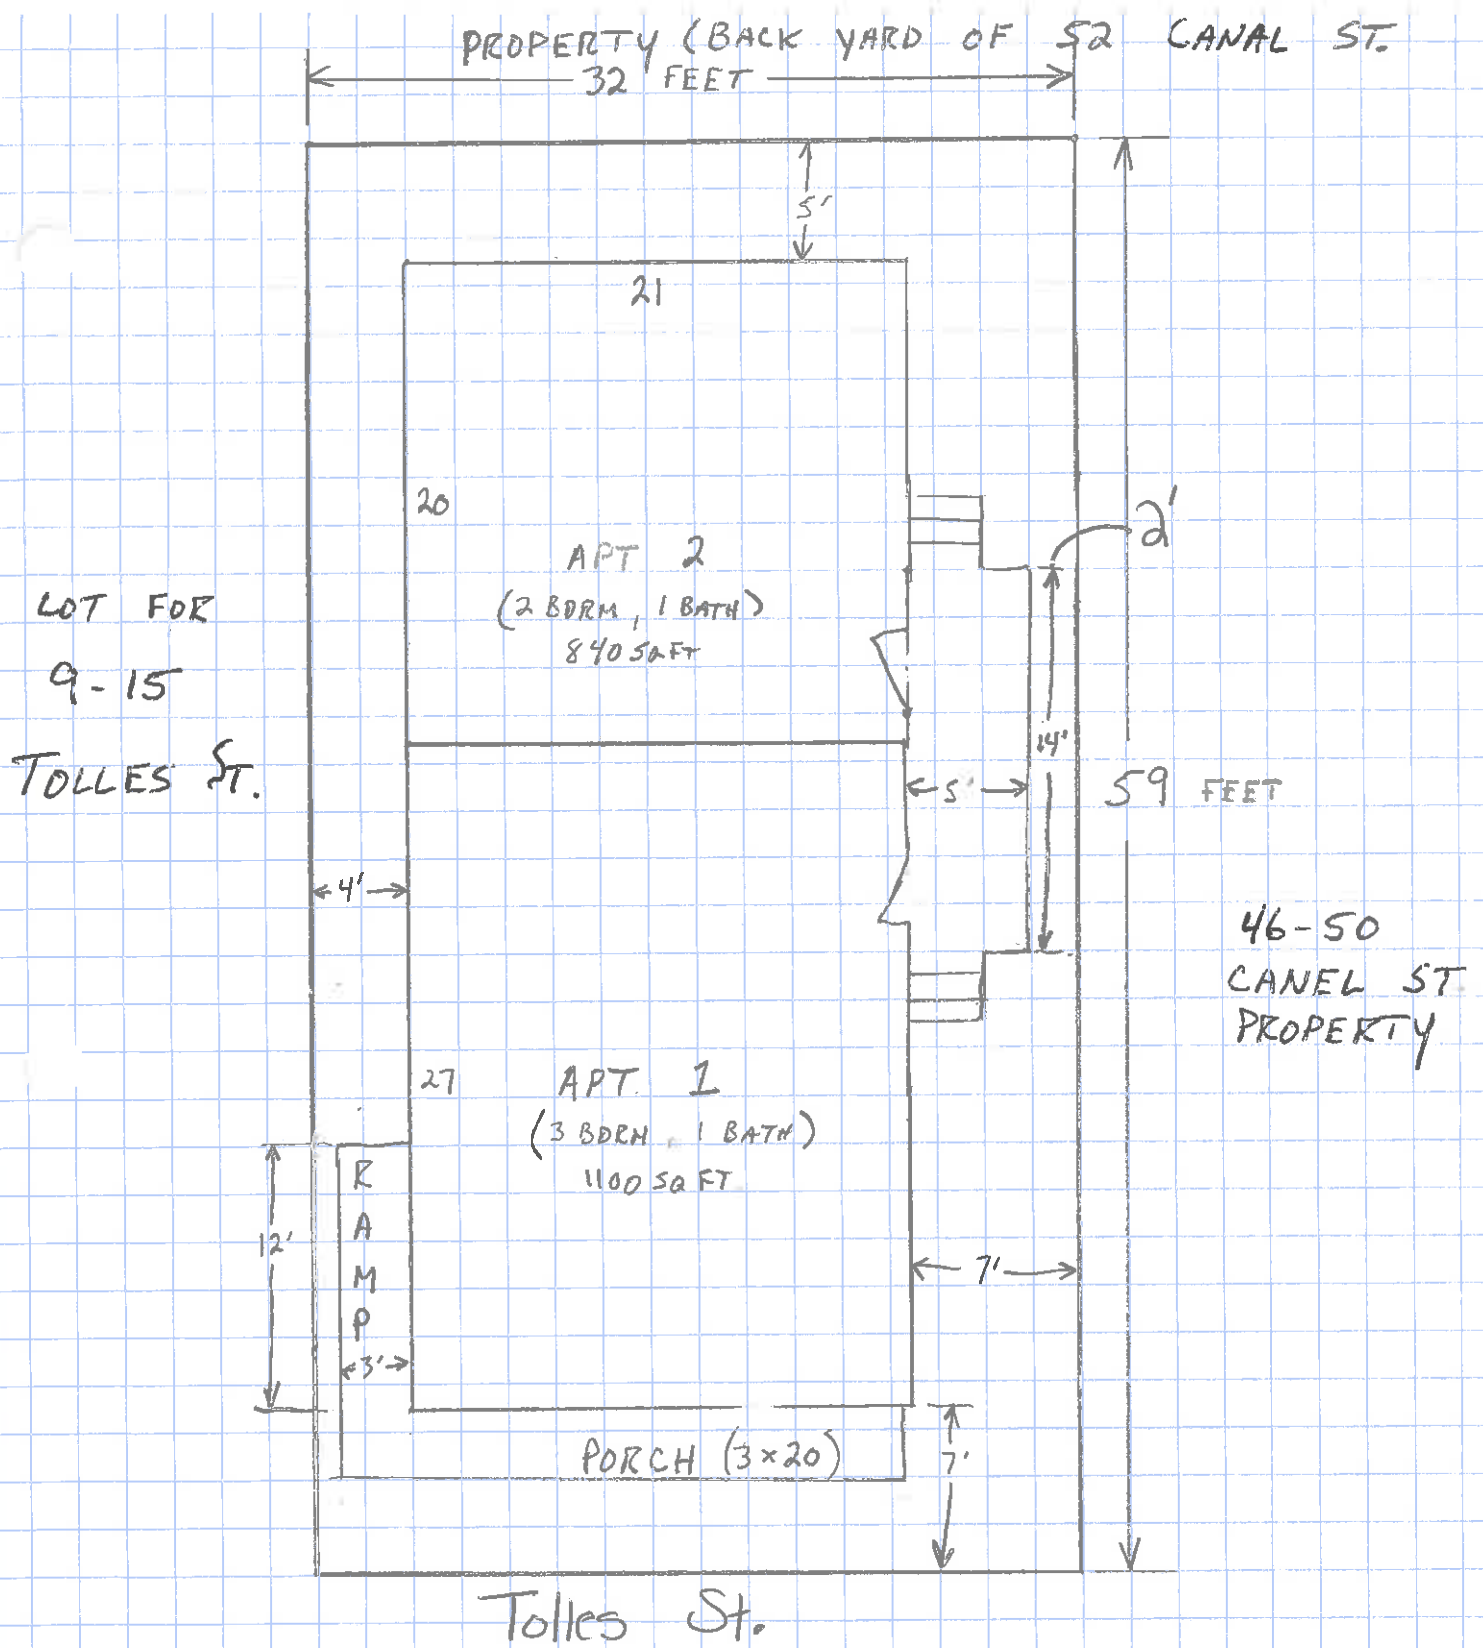 PROPERTY (BACK YARD OF 52 CANAL ST.
32 FEET
5'
21
20
2'
APT 2
(2 BDRM, 1 BATH)
840 SQ FT
LOT FOR
9-15
TOLLES ST.
14'
5'
59 FEET
4'
46-50
CANEL ST
PROPERTY
27
APT. 1
(3 BDRM, 1 BATH)
1100 SQ FT
RAMP
12'
7'
3'
PORCH (3×20)
7'
Tolles St.